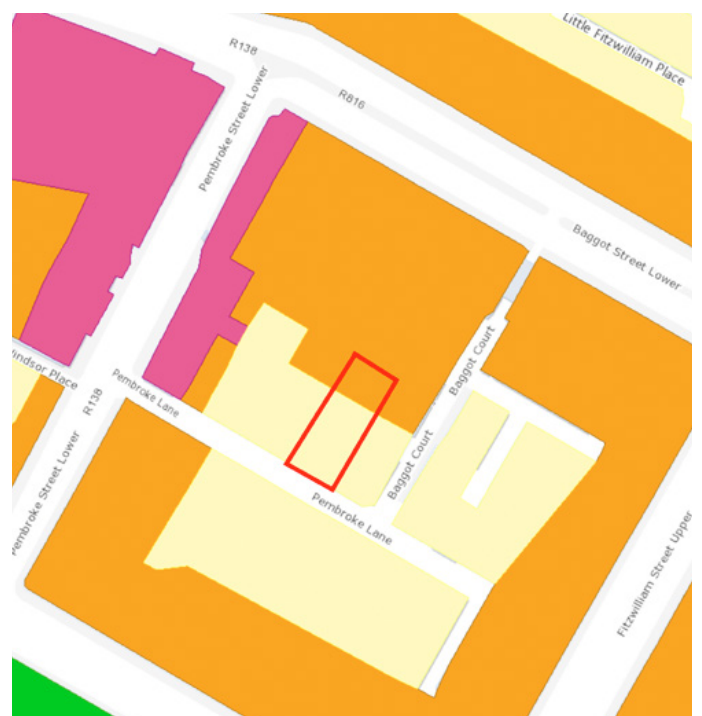 Little Fitzwilliam Place
R138
R816
Pembroke Street Lower
Baggot Street Lower
Baggot Court
Windsor Place
Pembroke Lane
R138
Baggot Court
Pembroke Lane
Pembroke Street Lower
Fitzwilliam Street Upper